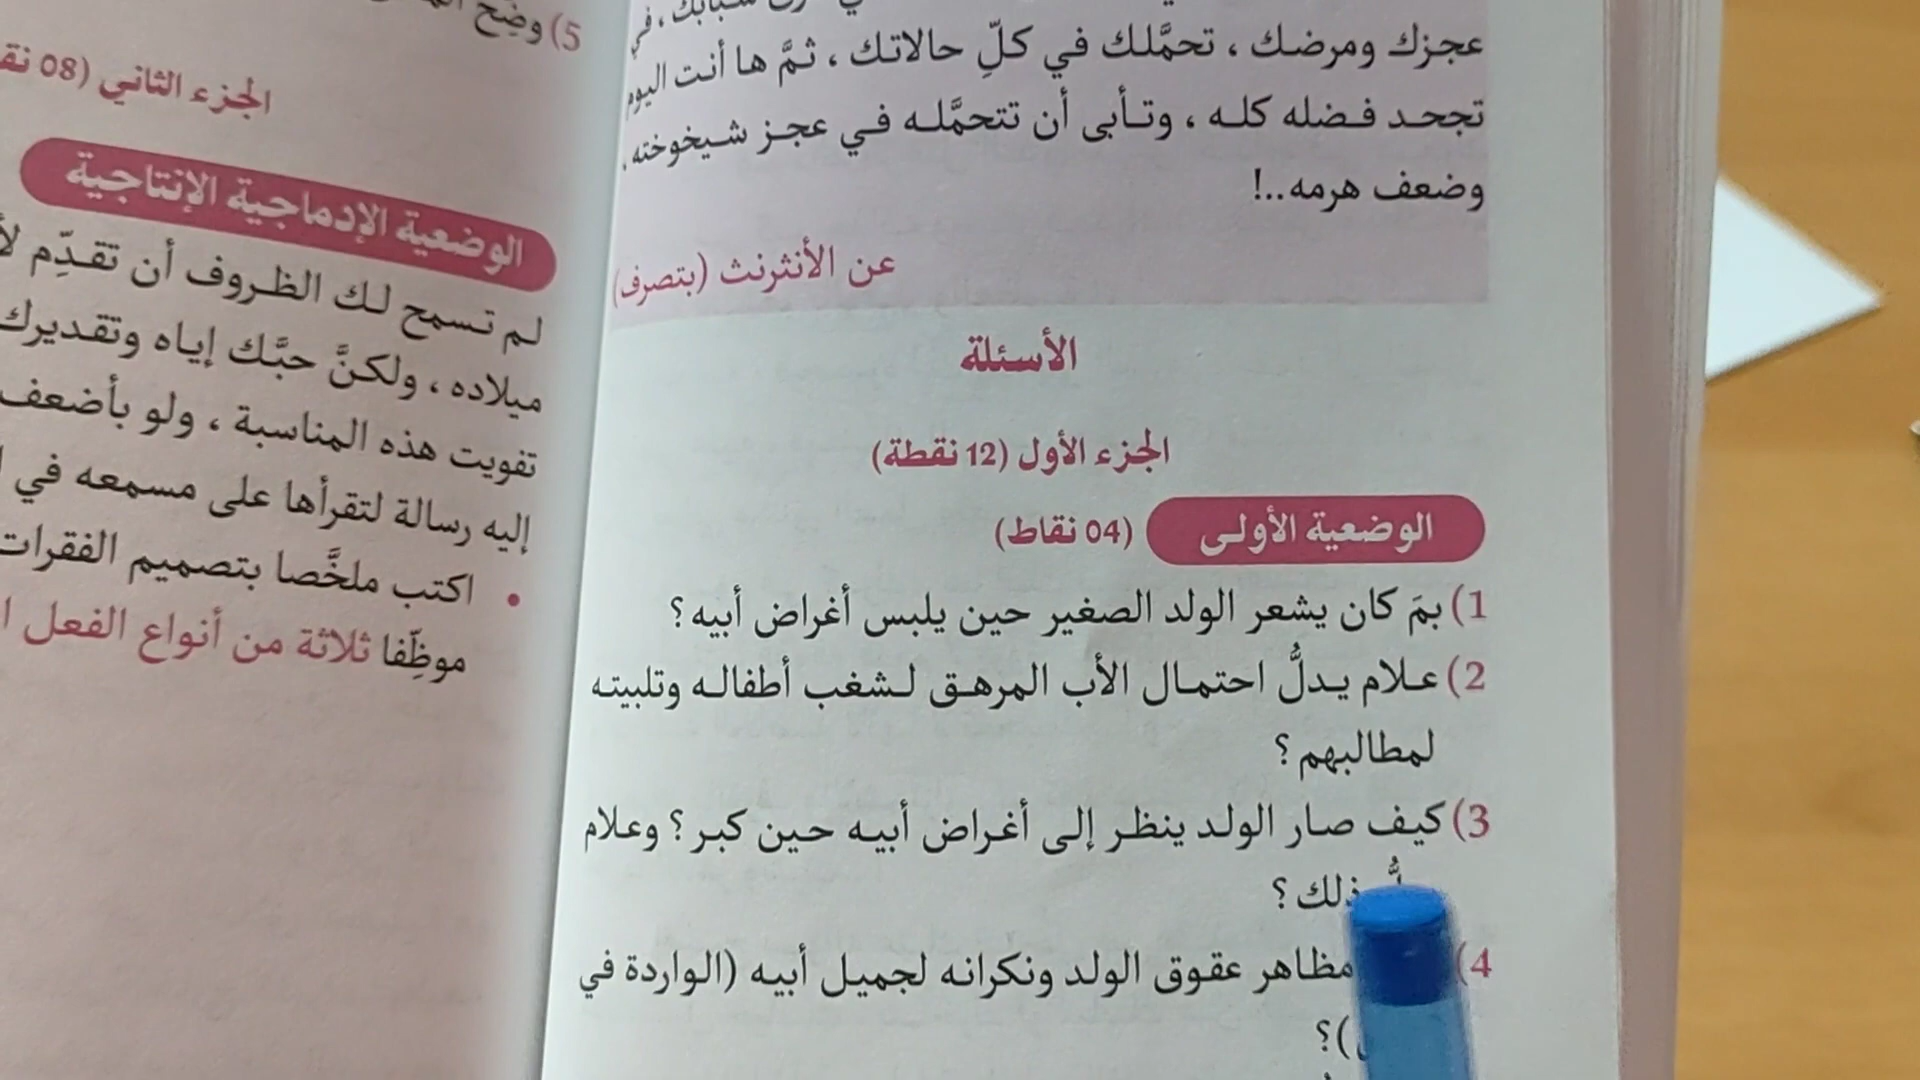 عجزك ومرضك ، تحمَّلك في كلِّ حالاتك ، ثمَّ ها أنت اليوم
تجحد فضله كله ، وتأبى أن تتحمَّله في عجز شيخوخته ،
وضعف هرمه..!
عن الأنثرنث (بتصرف)
الأسئلة
الجزء الأول (12 نقطة)
الوضعية الأولى (04 نقاط)
1) بمَ كان يشعر الولد الصغير حين يلبس أغراض أبيه ؟
2) علام يدلُّ احتمال الأب المرهق لشغب أطفاله وتلبيته
لمطالبهم ؟
3) كيف صار الولد ينظر إلى أغراض أبيه حين كبر ؟ وعلام
ذلك ؟
4) مظاهر عقوق الولد ونكرانه لجميل أبيه (الواردة في
)؟
5) وضِّح
الجزء الثاني (08
الوضعية الإدماجية الإنتاجية
لم تسمح لك الظروف أن تقدِّم
ميلاده ، ولكنَّ حبَّك إياه وتقديرك
تفويت هذه المناسبة ، ولو بأضعف
إليه رسالة لتقرأها على مسمعه في
• اكتب ملخَّصا بتصميم الفقرات
موظِّفا ثلاثة من أنواع الفعل